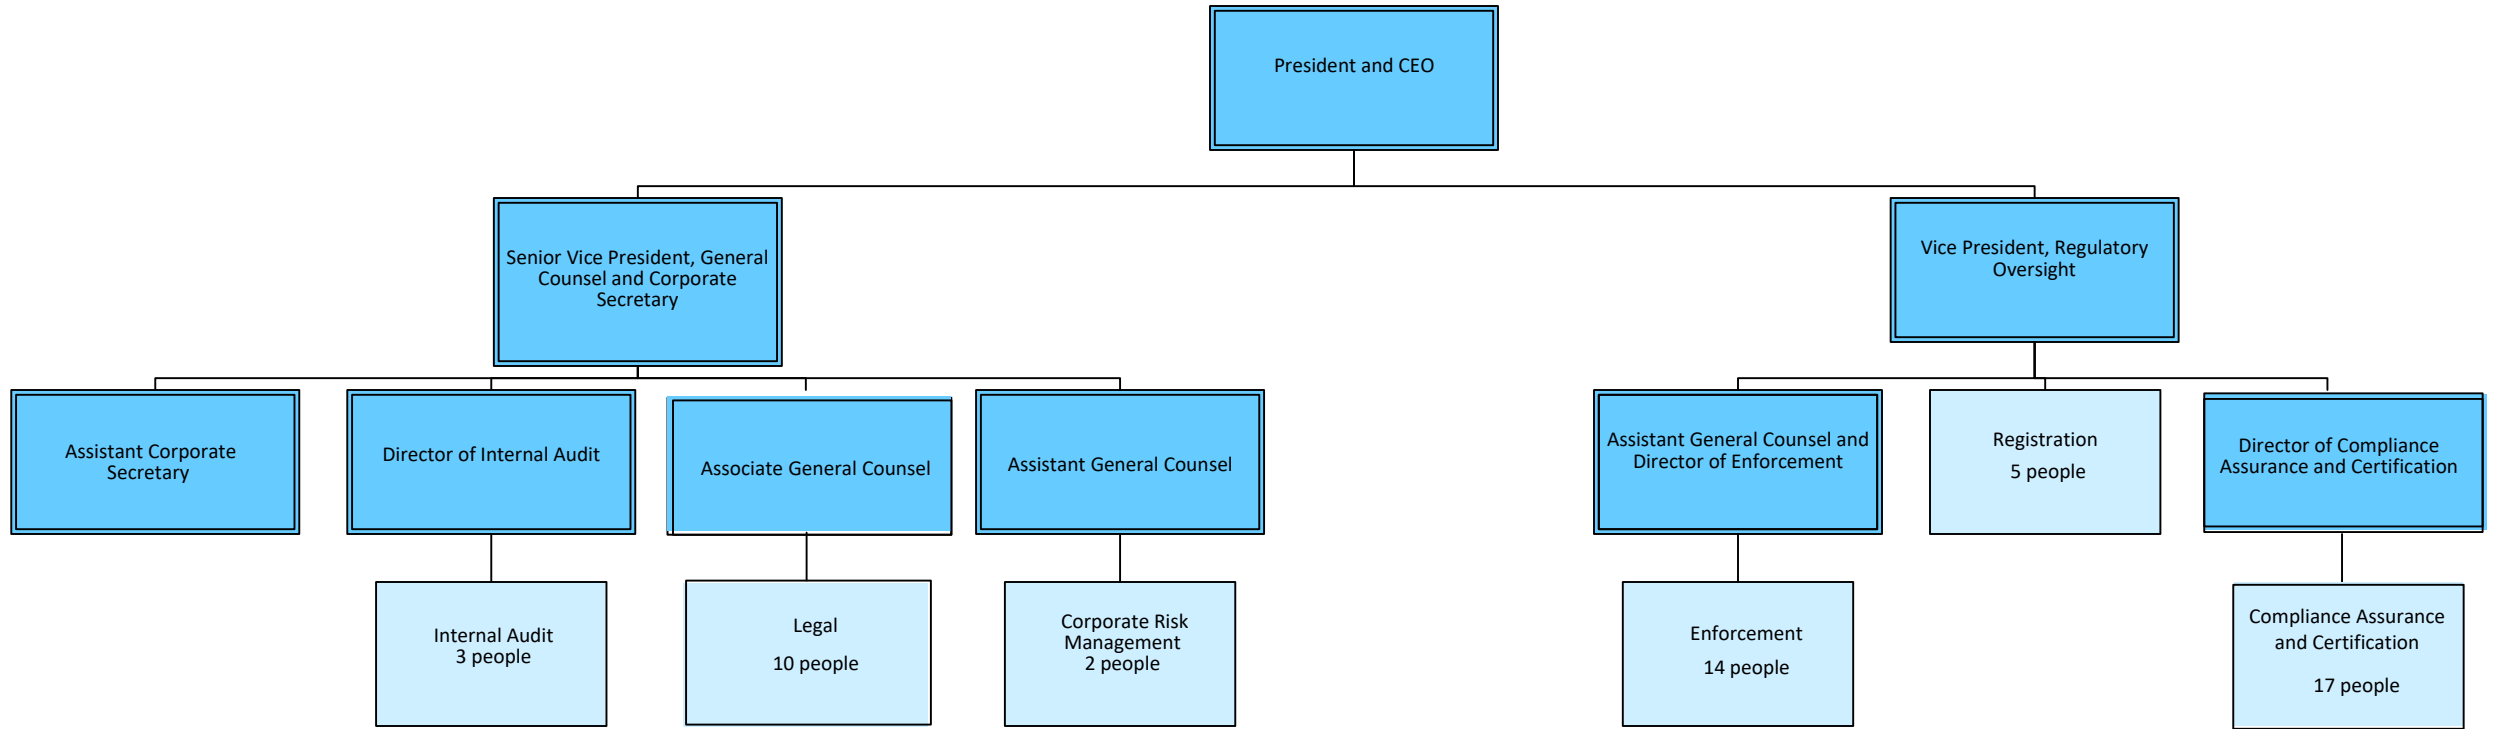 President and CEO
Senior Vice President, General
Counsel and Corporate
Secretary
Vice President, Regulatory
Oversight
Assistant Corporate
Secretary
Director of Internal Audit
Associate General Counsel
Assistant General Counsel
Assistant General Counsel and
Director of Enforcement
Registration
5 people
Director of Compliance
Assurance and Certification
Internal Audit
3 people
Legal
10 people
Corporate Risk
Management
2 people
Enforcement
14 people
Compliance Assurance
and Certification
17 people